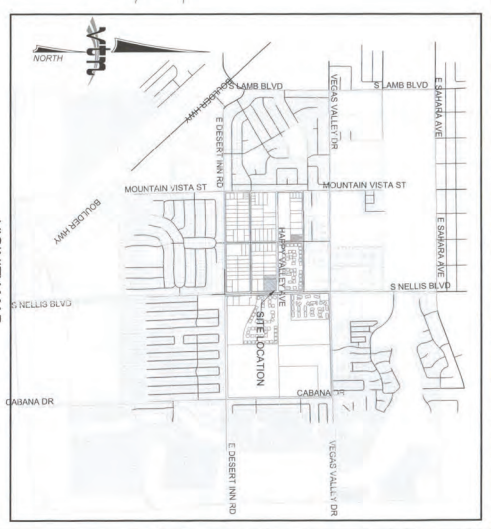 NORTH
S LAMB BLVD
S LAMB BLVD
BOULDER HWY
E DESERT INN RD
VEGAS VALLEY DR
E SAHARA AVE
MOUNTAIN VISTA ST
MOUNTAIN VISTA ST
BOULDER HWY
HAPPY VALLEY AVE
E SAHARA AVE
S NELLIS BLVD
S NELLIS BLVD
SITE LOCATION
CABANA DR
CABANA DR
E DESERT INN RD
VEGAS VALLEY DR